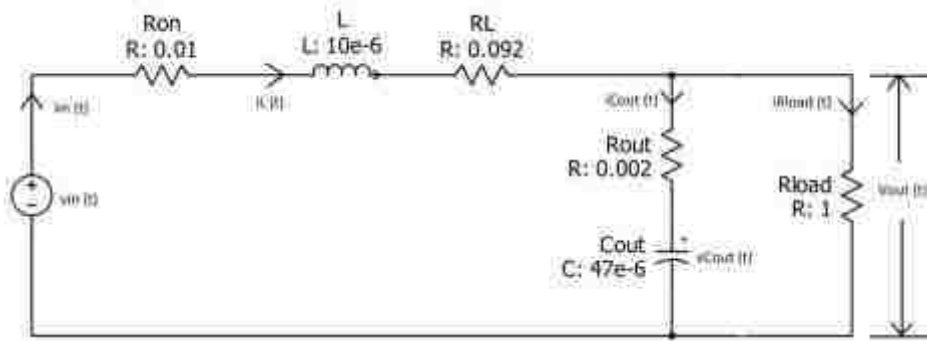 Ron
R: 0.01
L
L: 10e-6
RL
R: 0.092
iin (t)
iL (t)
iCout (t)
iRload (t)
Rout
R: 0.002
vin (t)
Rload
R: 1
vout (t)
Cout
C: 47e-6
+
vCout (t)